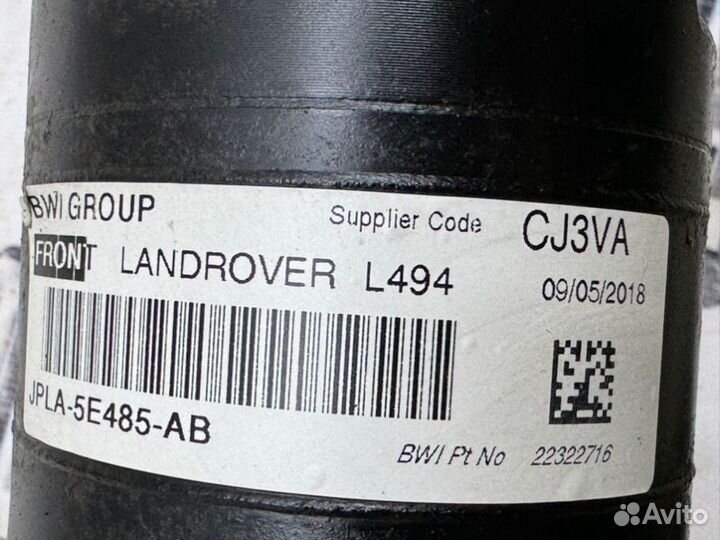 BWI GROUP
Supplier Code CJ3VA
FRONT LANDROVER L494
09/05/2018
JPLA-5E485-AB
BWI Pt No 22322716
Avito